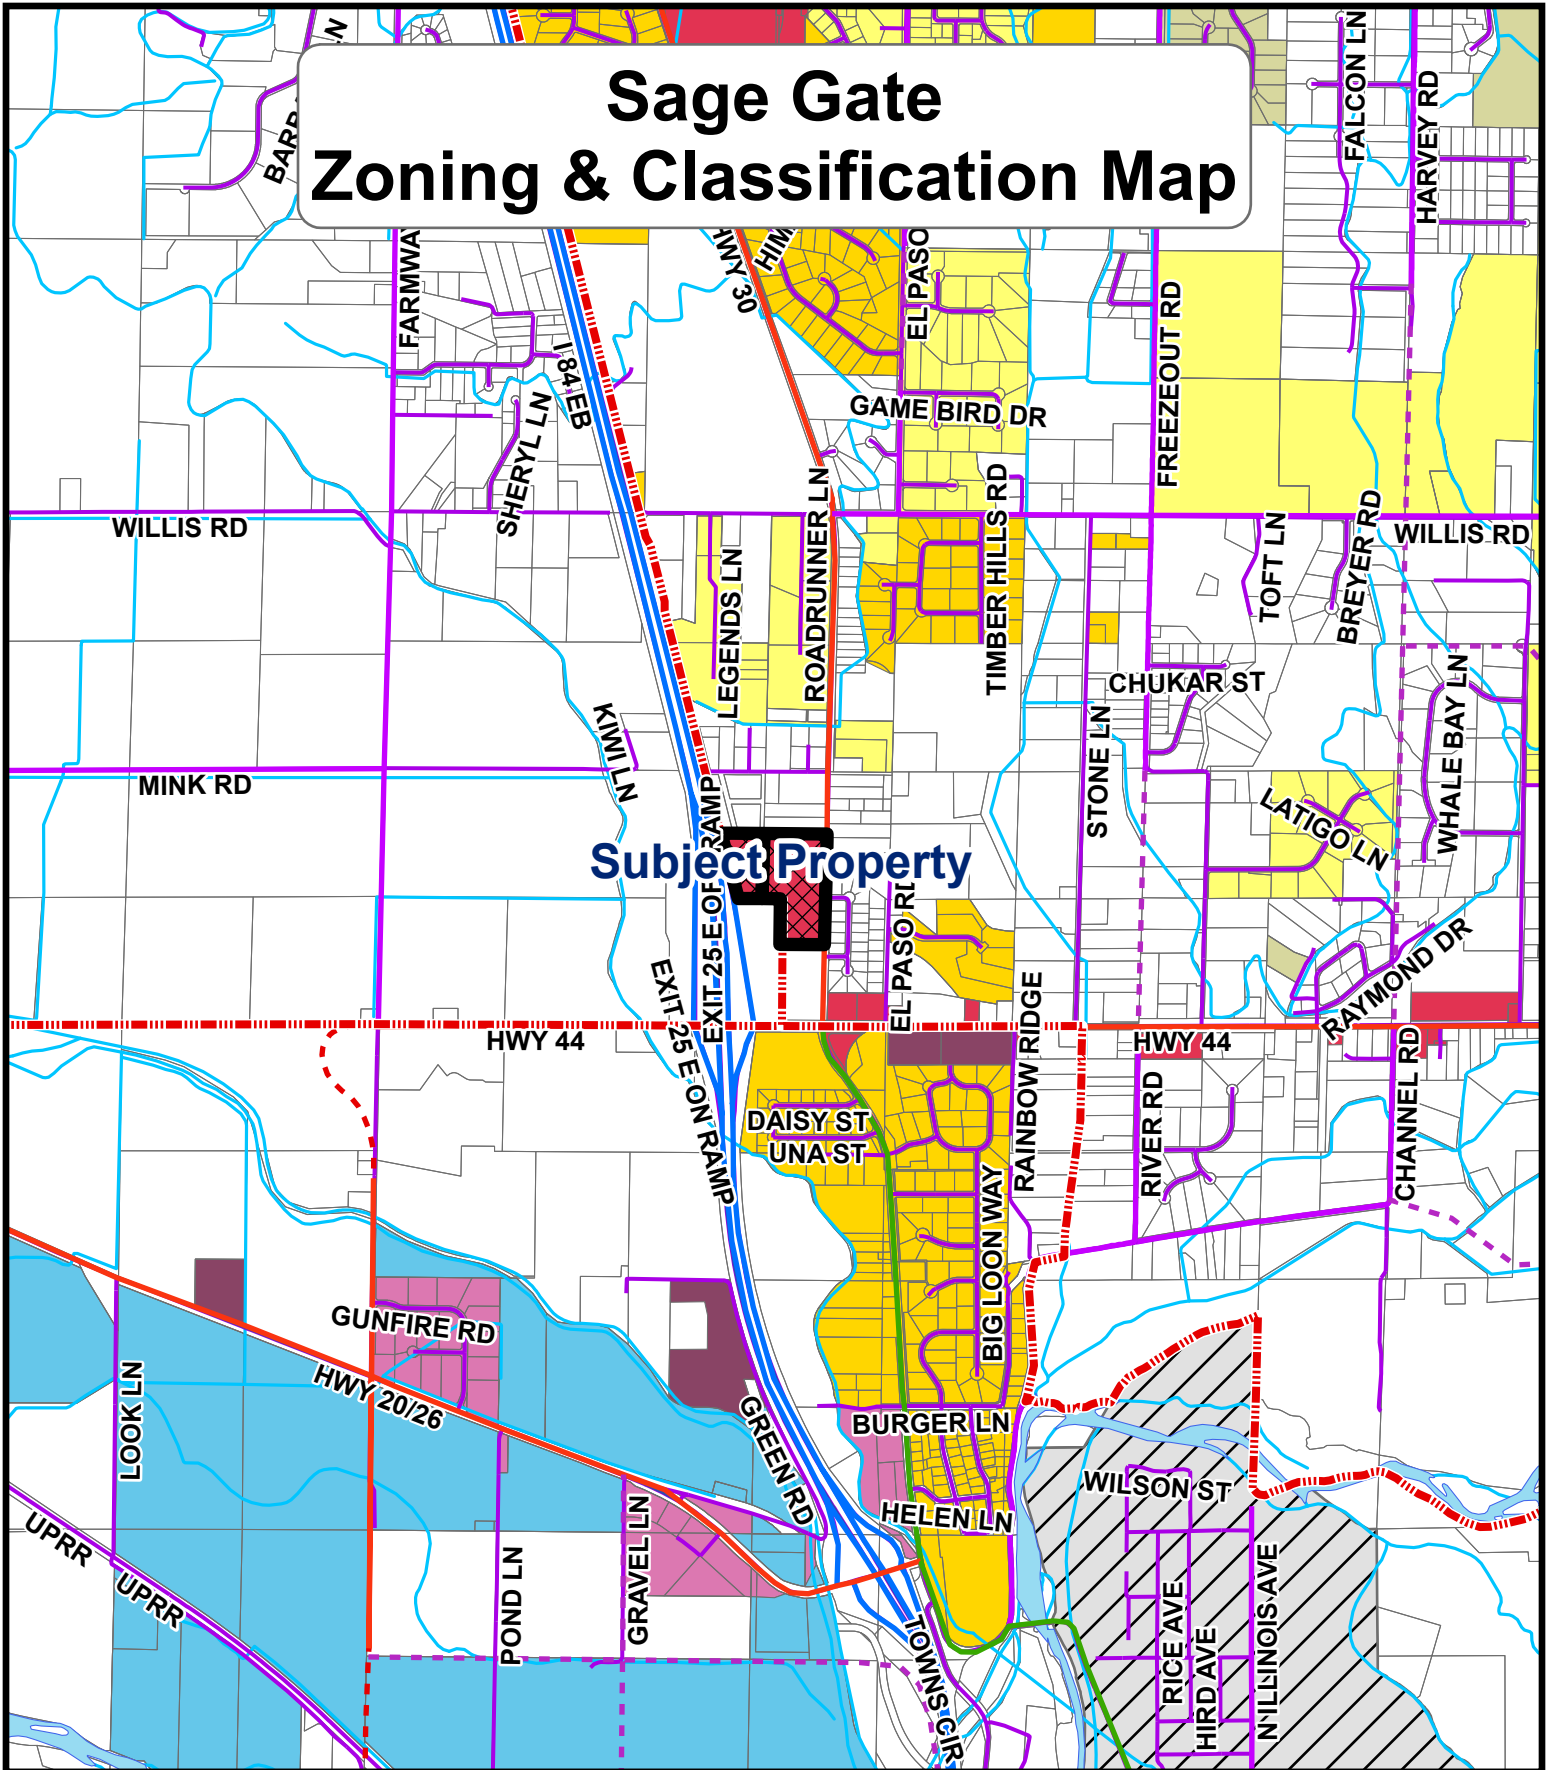 Sage Gate
Zoning & Classification Map
FALCON LN
HARVEY RD
FARMWA
HWY 30
HIM
EL PASO
I 84 EB
SHERYL LN
GAME BIRD DR
FREEZEOUT RD
WILLIS RD
ROADRUNNER LN
LEGENDS LN
TIMBER HILLS RD
TOFT LN
BREYER RD
WILLIS RD
CHUKAR ST
KIWI LN
MINK RD
STONE LN
WHALE BAY LN
LATIGO LN
Subject Property
EXIT 25 E OF RAMP
EL PASO RD
EXIT 25 E ON RAMP
RAINBOW RIDGE
RAYMOND DR
HWY 44
HWY 44
DAISY ST
UNA ST
RIVER RD
CHANNEL RD
BIG LOON WAY
GUNFIRE RD
HWY 20/26
LOOK LN
GREEN RD
BURGER LN
WILSON ST
HELEN LN
UPRR
UPRR
POND LN
GRAVEL LN
TOWNS CIR
RICE AVE
HIRD AVE
N ILLINOIS AVE